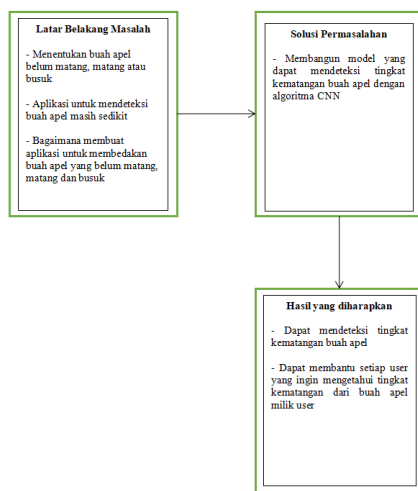 Latar Belakang Masalah
- Menentukan buah apel
belum matang, matang atau
busuk
- Aplikasi untuk mendeteksi
buah apel masih sedikit
- Bagaimana membuat
aplikasi untuk membedakan
buah apel yang belum matang,
matang dan busuk
Solusi Permasalahan
- Membangun model yang
dapat mendeteksi tingkat
kematangan buah apel dengan
algoritma CNN
Hasil yang diharapkan
- Dapat mendeteksi tingkat
kematangan buah apel
- Dapat membantu setiap user
yang ingin mengetahui tingkat
kematangan dari buah apel
milik user